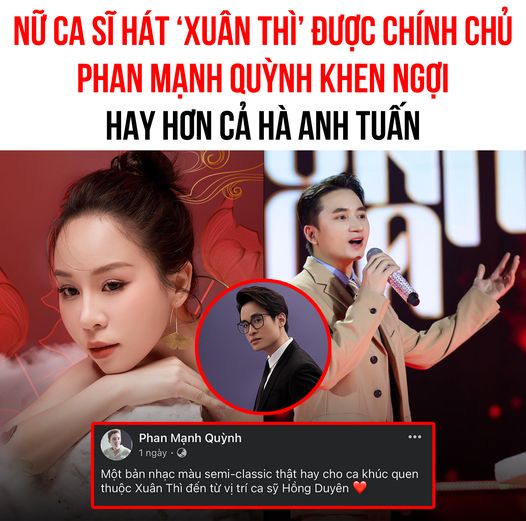 NỮ CA SĨ HÁT ‘XUÂN THÌ’ ĐƯỢC CHÍNH CHỦ
PHAN MẠNH QUỲNH KHEN NGỢI
HAY HƠN CẢ HÀ ANH TUẤN
Phan Mạnh Quỳnh
1 ngày ·
Một bản nhạc màu semi-classic thật hay cho ca khúc quen
thuộc Xuân Thì đến từ vị trí ca sỹ Hồng Duyên ❤️